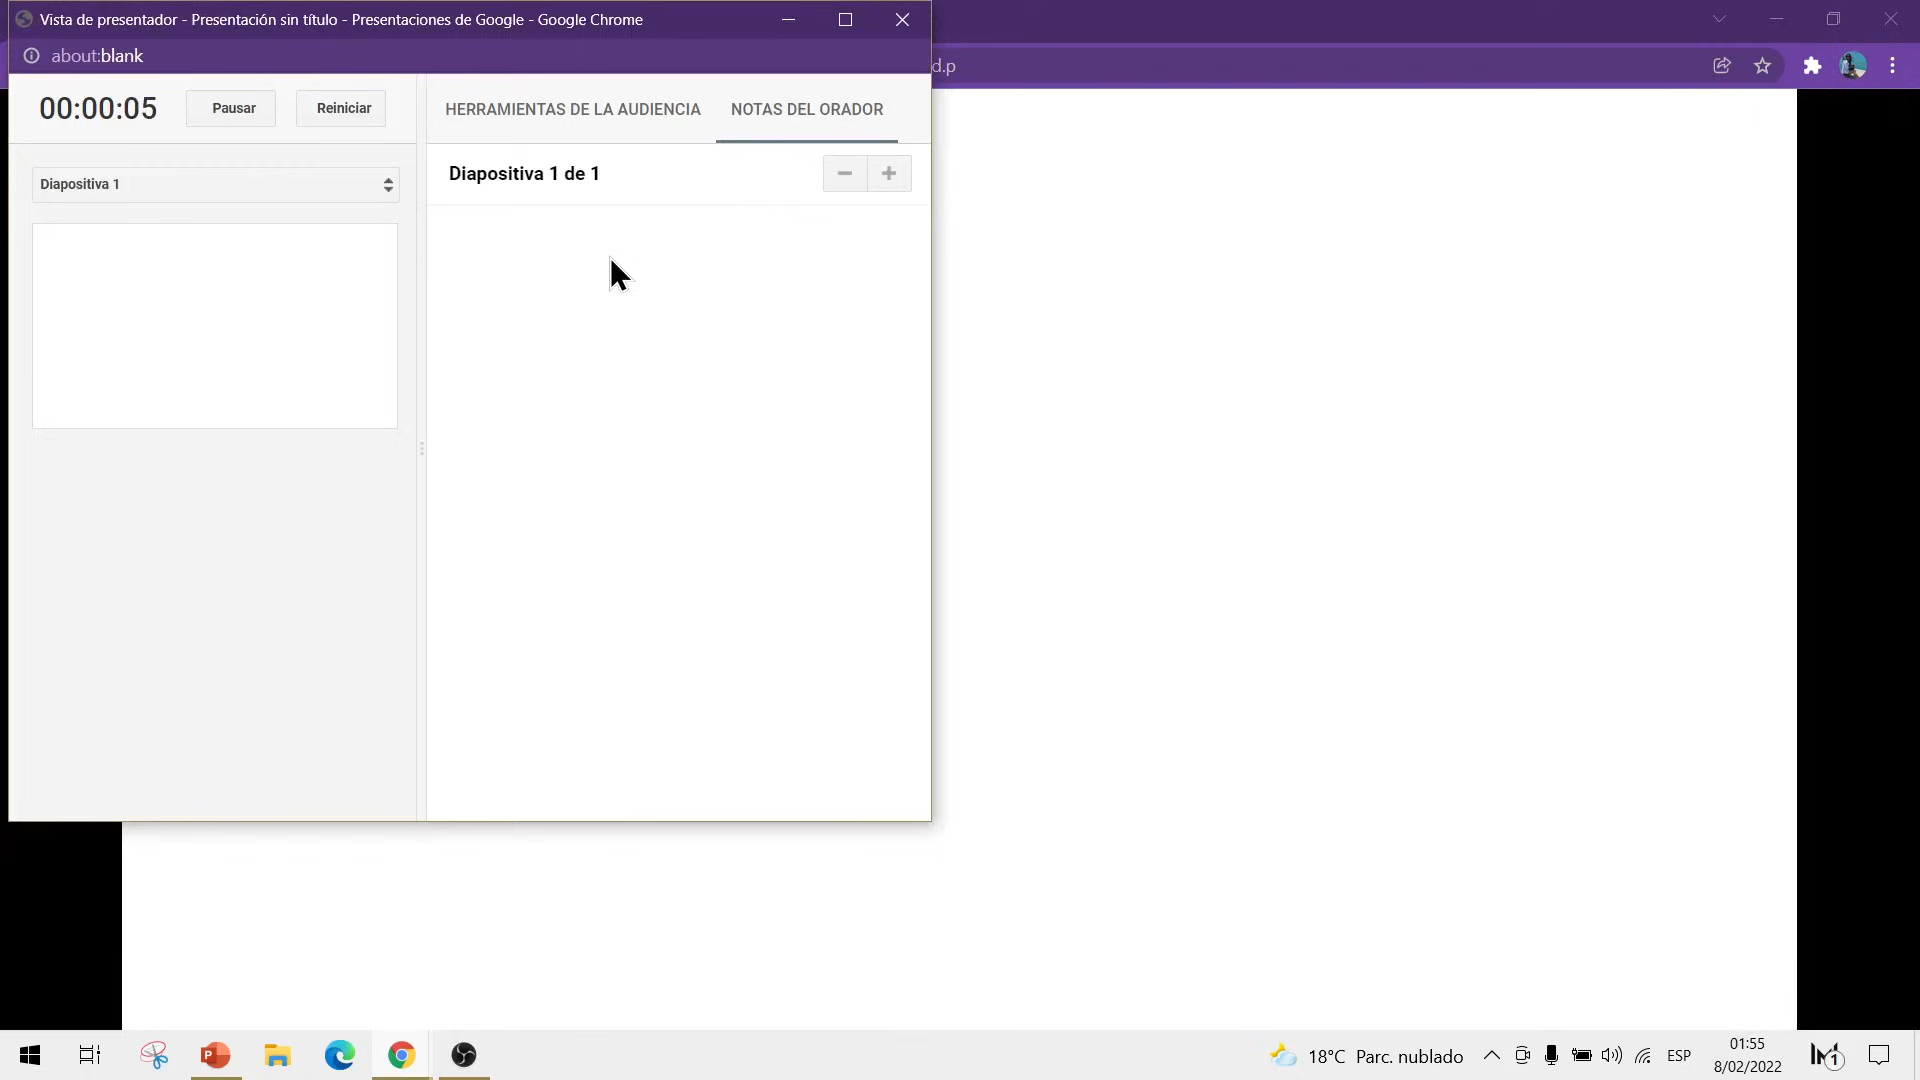 Vista de presentador - Presentación sin título - Presentaciones de Google - Google Chrome
about:blank
d.p
00:00:05
Pausar
Reiniciar
HERRAMIENTAS DE LA AUDIENCIA
NOTAS DEL ORADOR
Diapositiva 1
Diapositiva 1 de 1
18°C Parc. nublado
ESP
01:55
8/02/2022
1